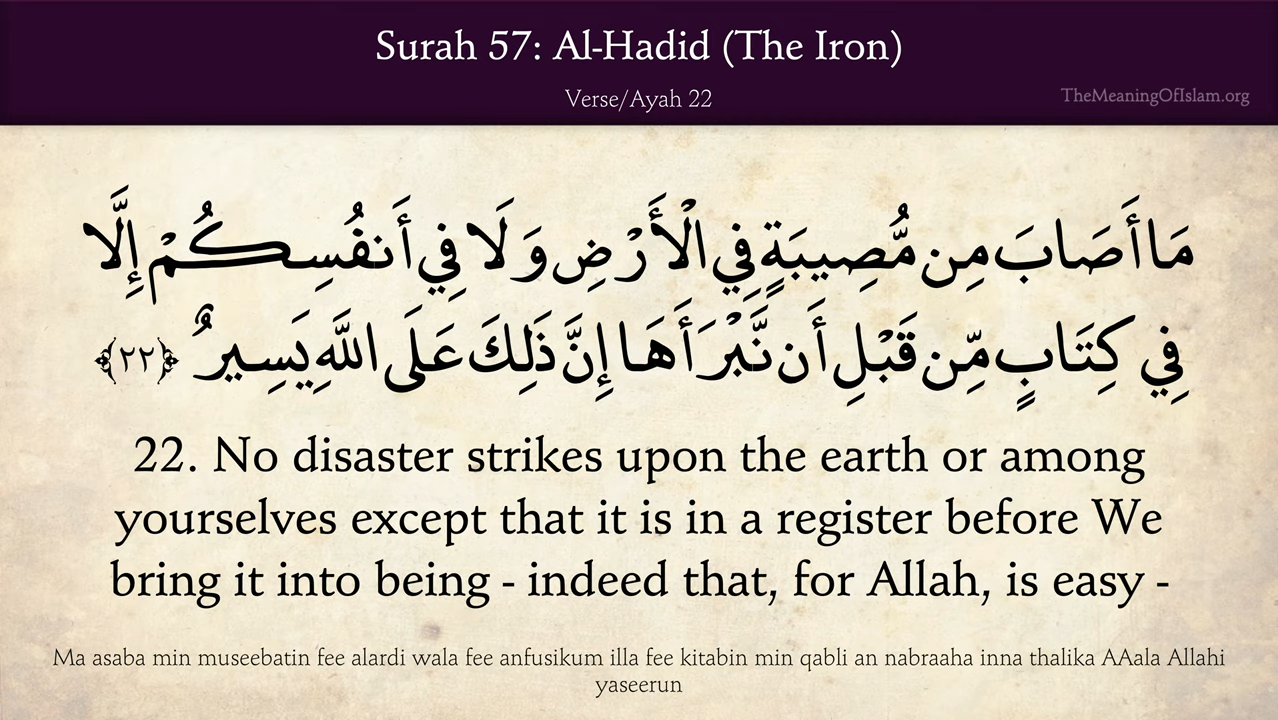 Surah 57: Al-Hadid (The Iron)
Verse/Ayah 22
TheMeaningOfIslam.org
مَا أَصَابَ مِن مُّصِيبَةٍ فِي الْأَرْضِ وَلَا فِي أَنفُسِكُمْ إِلَّا
فِي كِتَابٍ مِّن قَبْلِ أَن نَّبْرَأَهَا إِنَّ ذَلِكَ عَلَى اللَّهِ يَسِيرٌ ﴿٢٢﴾
22. No disaster strikes upon the earth or among
yourselves except that it is in a register before We
bring it into being - indeed that, for Allah, is easy -
Ma asaba min museebatin fee alardi wala fee anfusikum illa fee kitabin min qabli an nabraaha inna thalika AAala Allahi
yaseerun